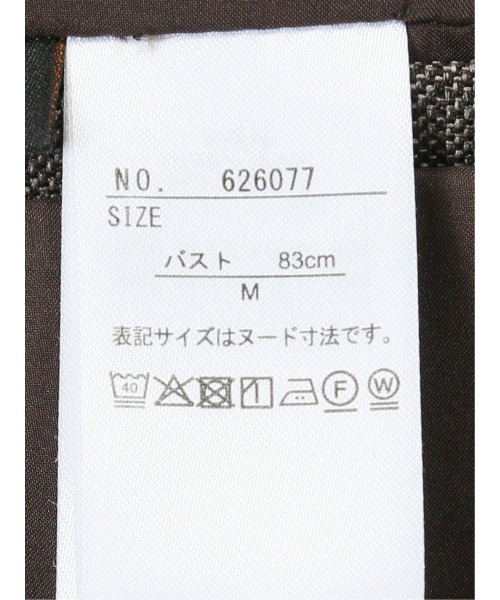 NO. 626077
SIZE
バスト 83cm
M
表記サイズはヌード寸法です。
40 F W